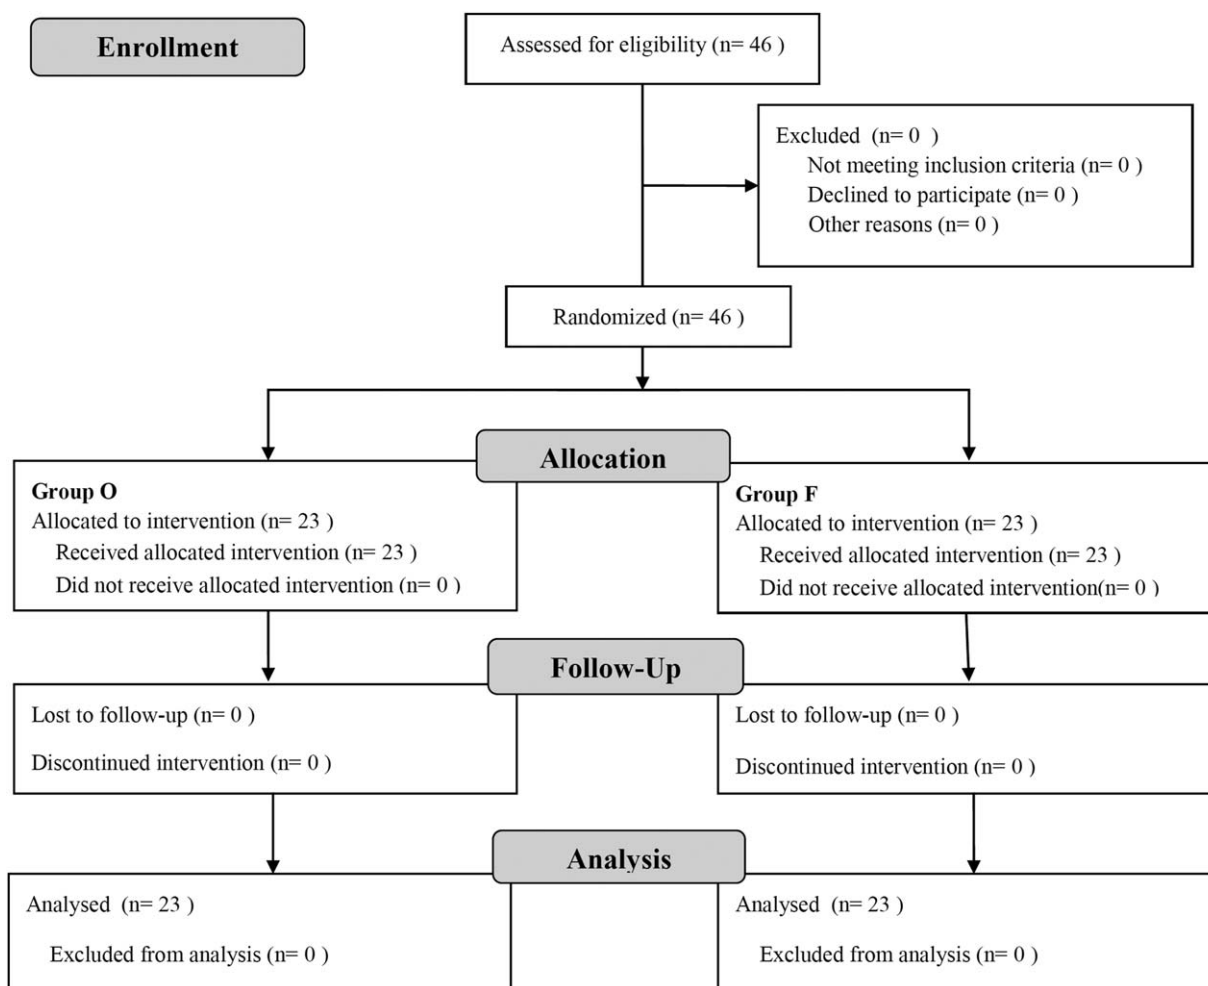 Enrollment
Assessed for eligibility (n= 46 )
Excluded (n= 0 )
Not meeting inclusion criteria (n= 0 )
Declined to participate (n= 0 )
Other reasons (n= 0 )
Randomized (n= 46 )
Allocation
Group O
Allocated to intervention (n= 23 )
Received allocated intervention (n= 23 )
Did not receive allocated intervention (n= 0 )
Group F
Allocated to intervention (n= 23 )
Received allocated intervention (n= 23 )
Did not receive allocated intervention(n= 0 )
Follow-Up
Lost to follow-up (n= 0 )
Discontinued intervention (n= 0 )
Lost to follow-up (n= 0 )
Discontinued intervention (n= 0 )
Analysis
Analysed (n= 23 )
Excluded from analysis (n= 0 )
Analysed (n= 23 )
Excluded from analysis (n= 0 )